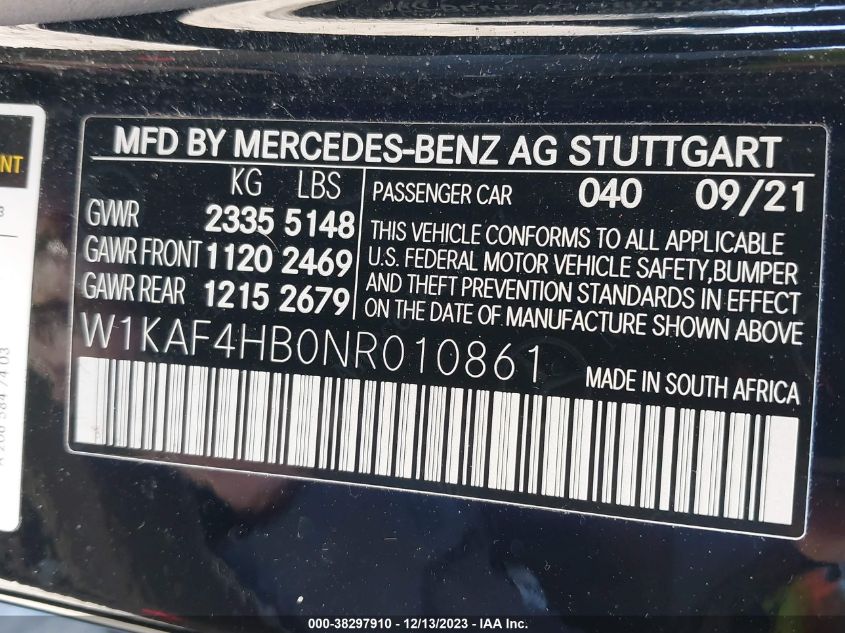 MFD BY MERCEDES-BENZ AG STUTTGART
KG LBS
GVWR 2335 5148
GAWR FRONT 1120 2469
GAWR REAR 1215 2679
PASSENGER CAR 040 09/21
THIS VEHICLE CONFORMS TO ALL APPLICABLE
U.S. FEDERAL MOTOR VEHICLE SAFETY,BUMPER
AND THEFT PREVENTION STANDARDS IN EFFECT
ON THE DATE OF MANUFACTURE SHOWN ABOVE
W1KAF4HB0NR010861
MADE IN SOUTH AFRICA
000-38297910 - 12/13/2023 - IAA Inc.